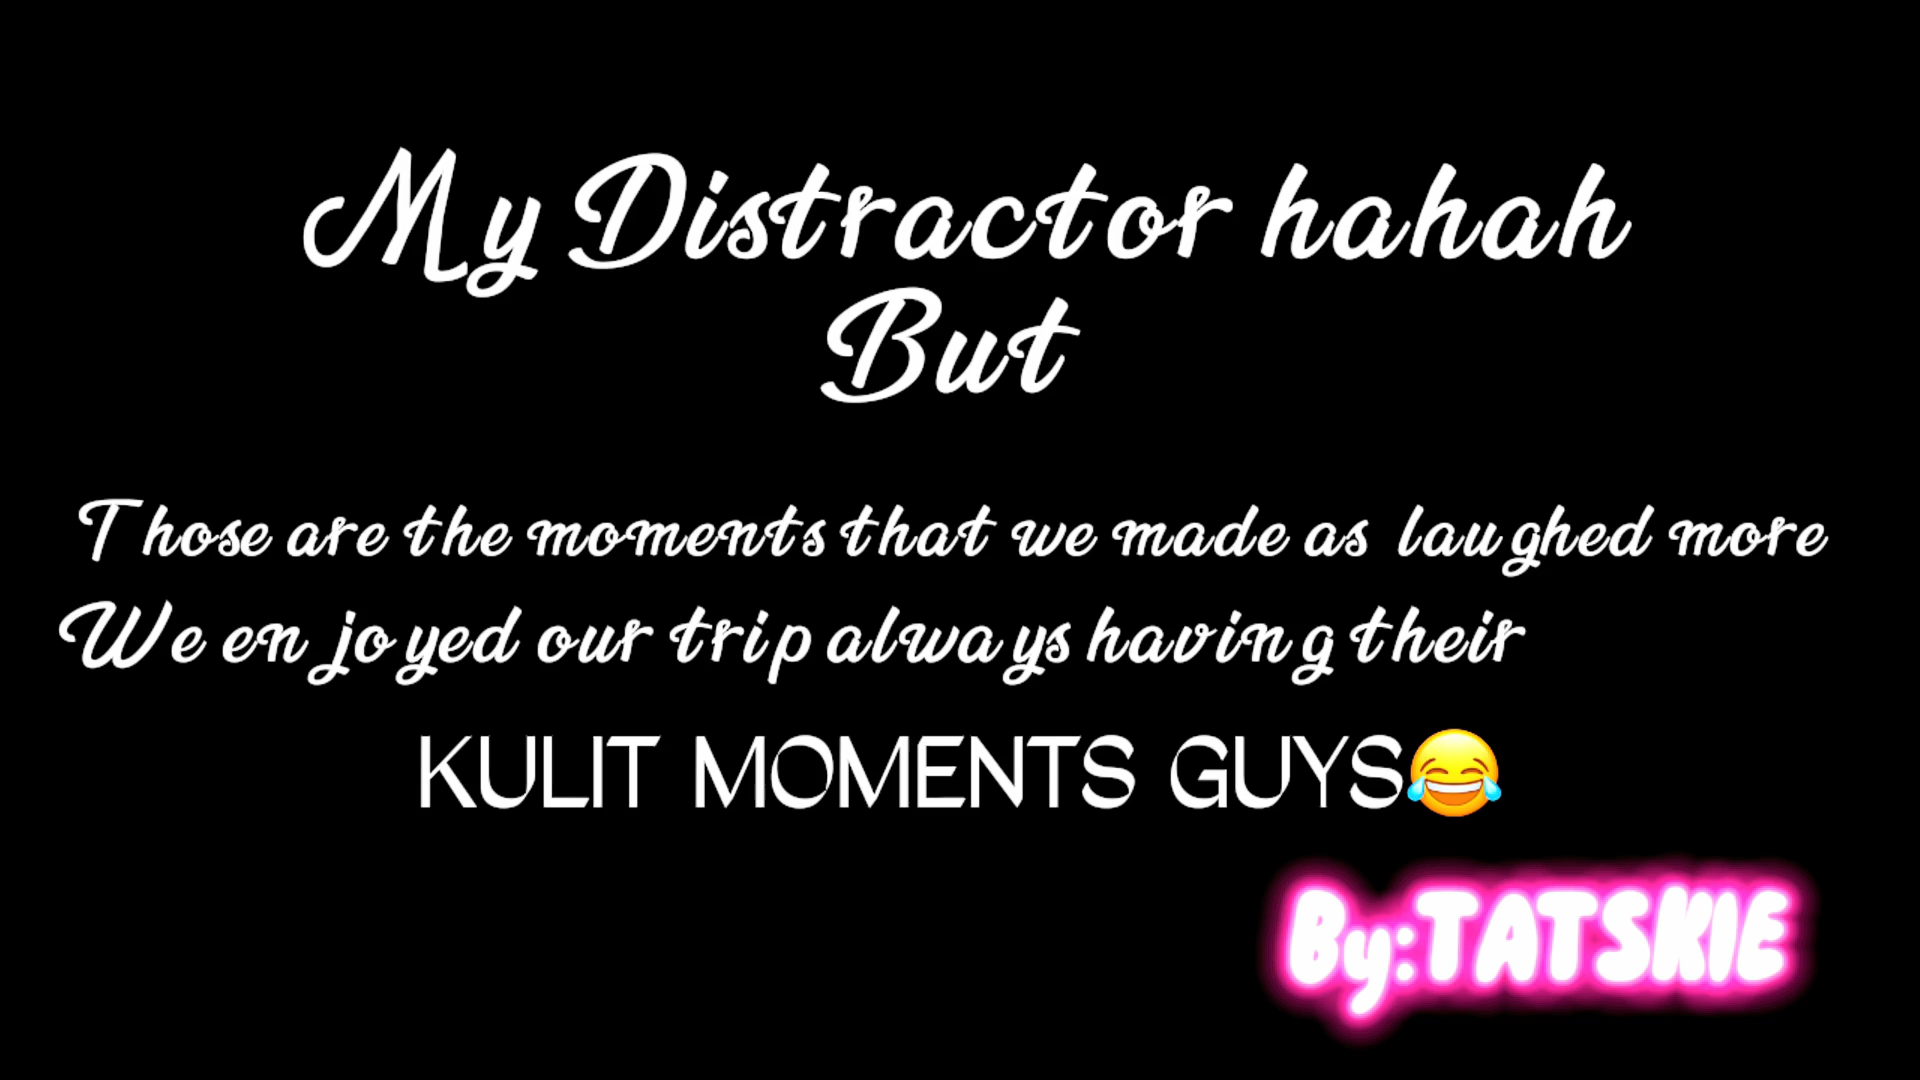 My Distractor hahah
But
Those are the moments that we made as laughed more
We enjoyed our trip always having their
KULIT MOMENTS GUYS😂
By:TATSKIE